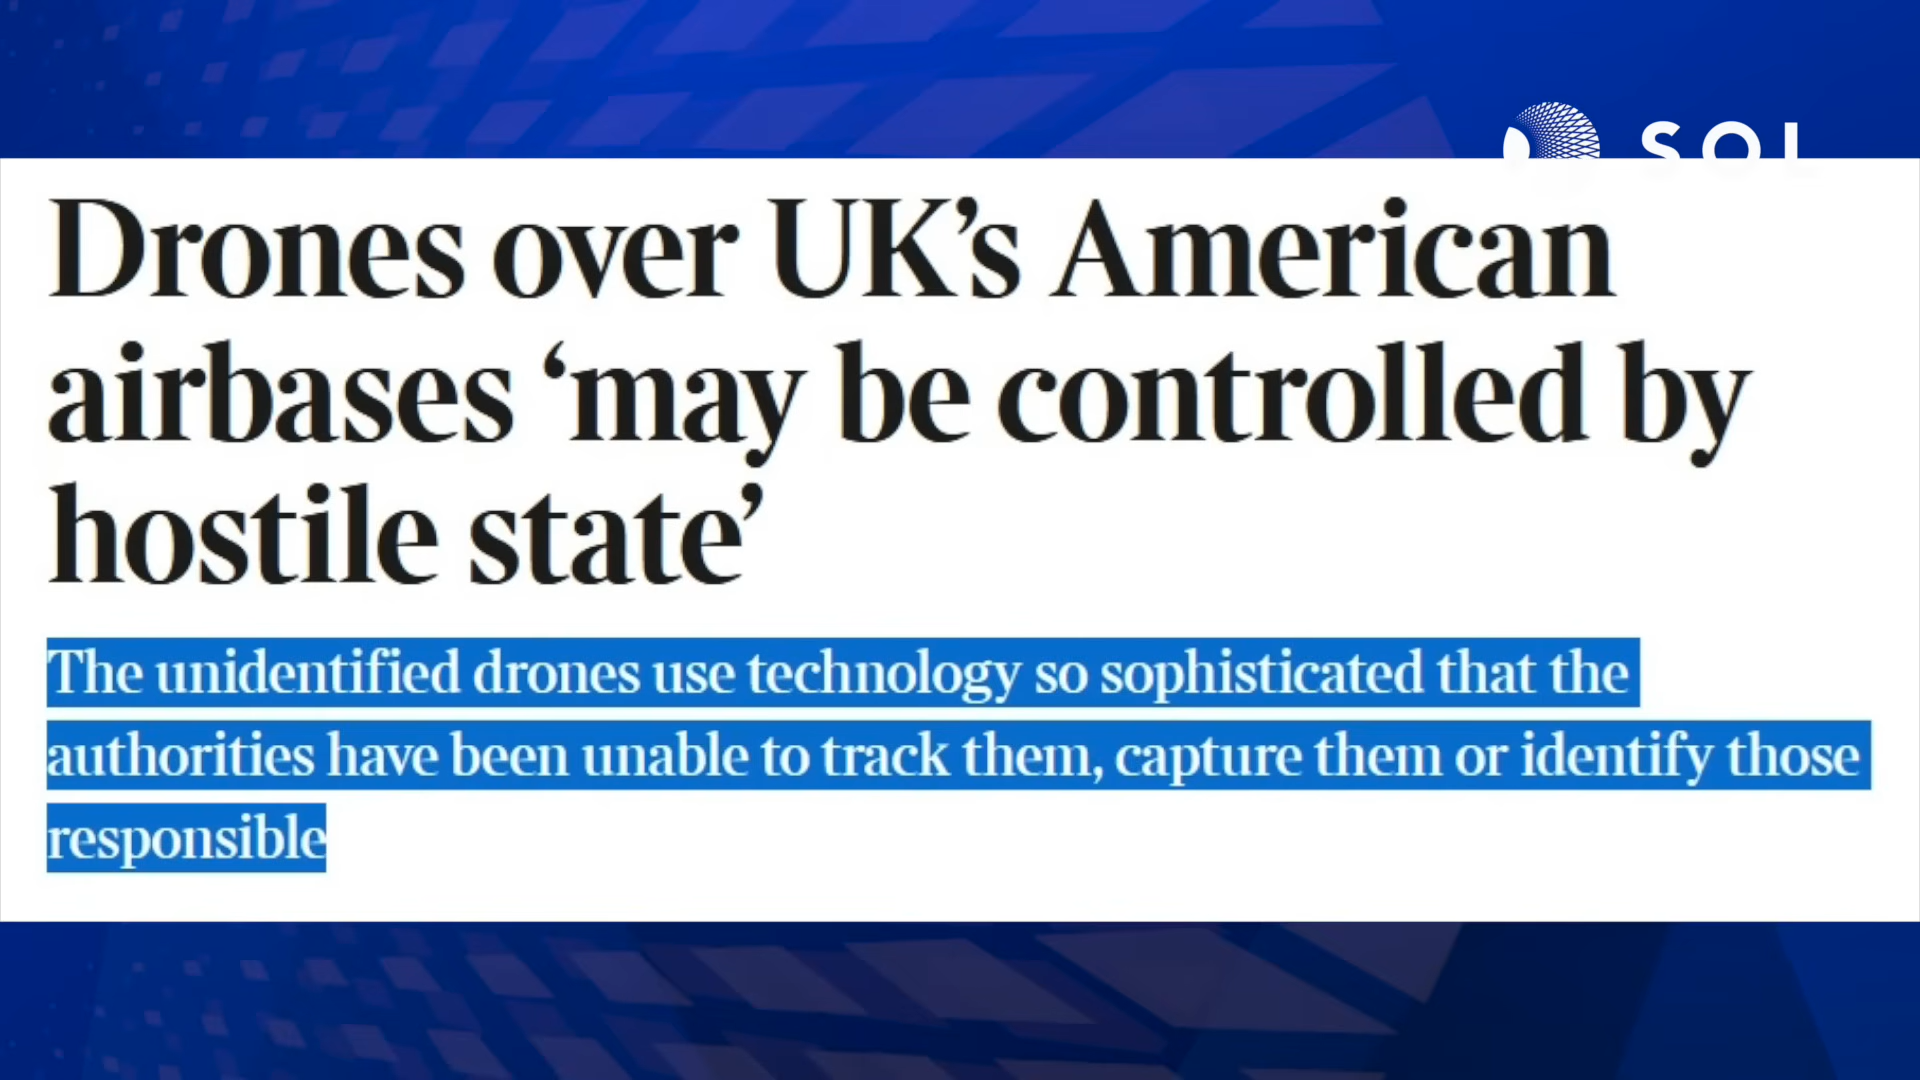 SOL
Drones over UK’s American
airbases ‘may be controlled by
hostile state’
The unidentified drones use technology so sophisticated that the
authorities have been unable to track them, capture them or identify those
responsible